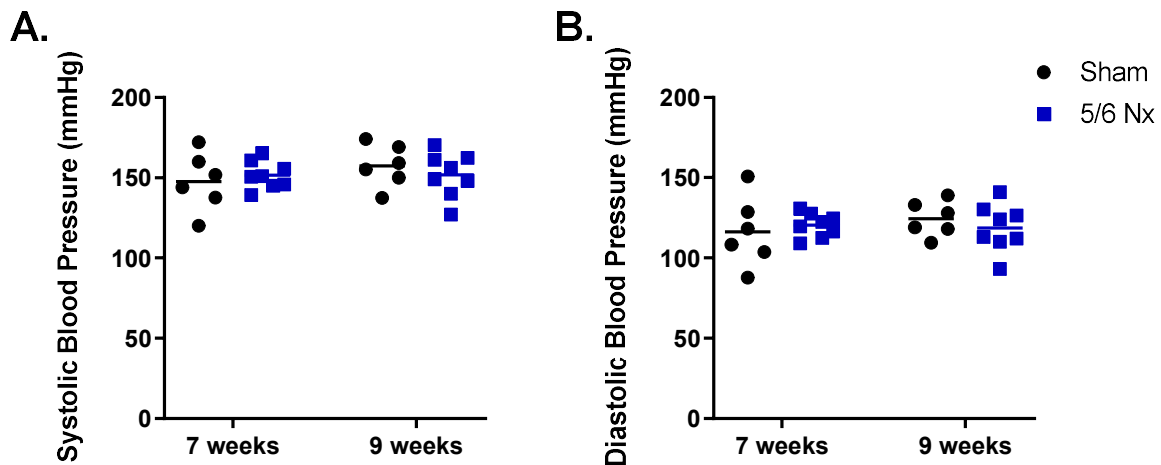 A.
Systolic Blood Pressure (mmHg)
200
150
100
50
0
7 weeks
9 weeks
B.
Diastolic Blood Pressure (mmHg)
200
150
100
50
0
7 weeks
9 weeks
Sham
5/6 Nx